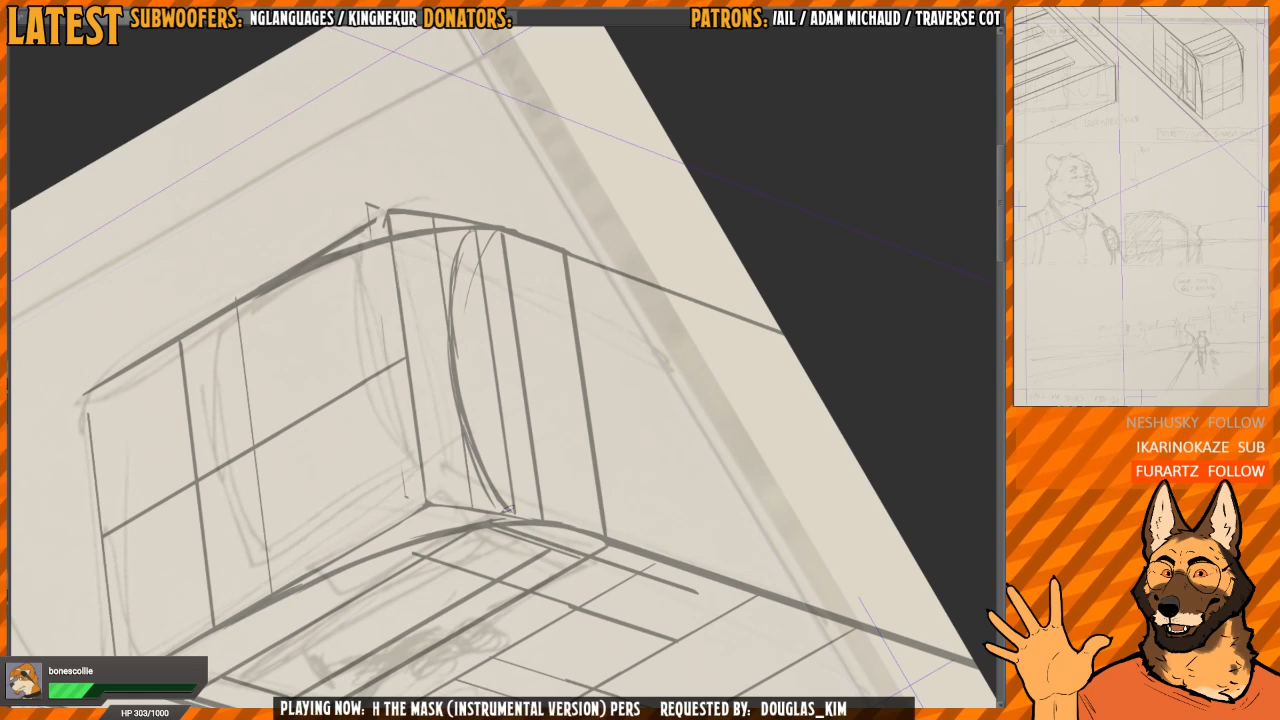 LATEST
SUBWOOFERS: NGLANGUAGES / KINGNEKUR
DONATORS:
PATRONS: /AIL / ADAM MICHAUD / TRAVERSE COT
NESHUSKY FOLLOW
IKARINOKAZE SUB
FURARTZ FOLLOW
bonescollie
HP 303/1000
PLAYING NOW: H THE MASK (INSTRUMENTAL VERSION) PERS
REQUESTED BY: DOUGLAS_KIM